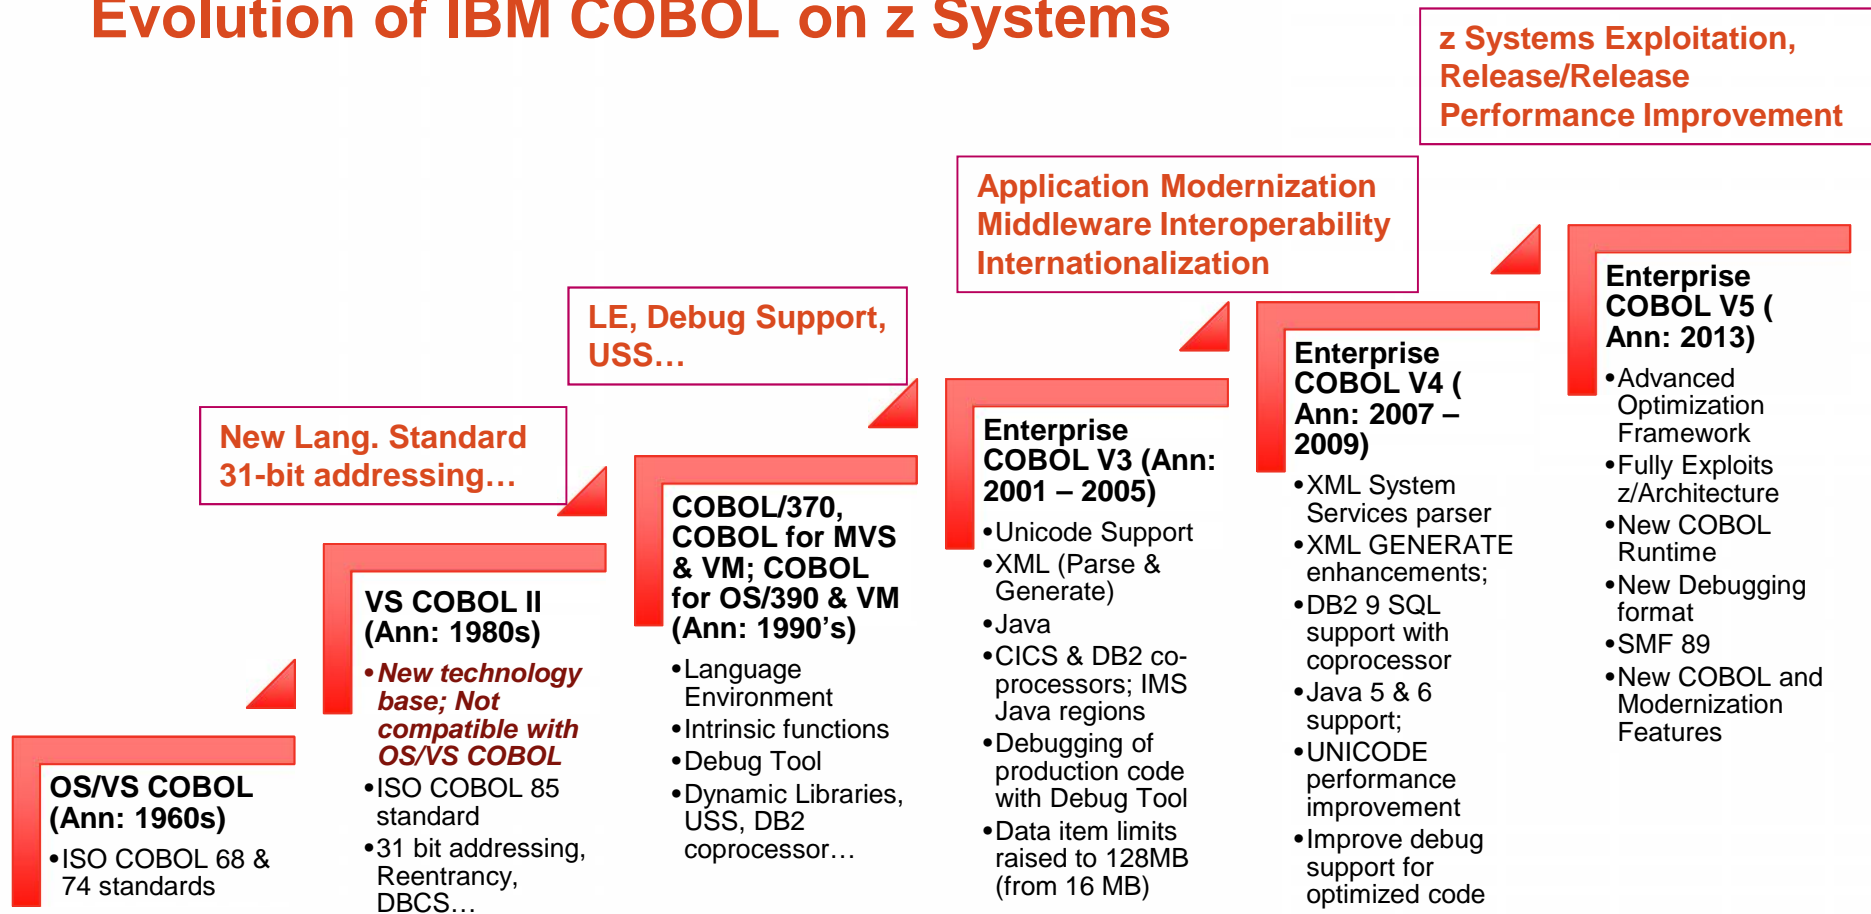 Evolution of IBM COBOL on z Systems
z Systems Exploitation,
Release/Release
Performance Improvement
Application Modernization
Middleware Interoperability
Internationalization
LE, Debug Support,
USS…
New Lang. Standard
31-bit addressing…
OS/VS COBOL
(Ann: 1960s)
•ISO COBOL 68 &
74 standards
VS COBOL II
(Ann: 1980s)
•New technology
base; Not
compatible with
OS/VS COBOL
•ISO COBOL 85
standard
•31 bit addressing,
Reentrancy,
DBCS…
COBOL/370,
COBOL for MVS
& VM; COBOL
for OS/390 & VM
(Ann: 1990’s)
•Language
Environment
•Intrinsic functions
•Debug Tool
•Dynamic Libraries,
USS, DB2
coprocessor…
Enterprise
COBOL V3 (Ann:
2001 – 2005)
•Unicode Support
•XML (Parse &
Generate)
•Java
•CICS & DB2 co-
processors; IMS
Java regions
•Debugging of
production code
with Debug Tool
•Data item limits
raised to 128MB
(from 16 MB)
Enterprise
COBOL V4 (
Ann: 2007 –
2009)
•XML System
Services parser
•XML GENERATE
enhancements;
•DB2 9 SQL
support with
coprocessor
•Java 5 & 6
support;
•UNICODE
performance
improvement
•Improve debug
support for
optimized code
Enterprise
COBOL V5 (
Ann: 2013)
•Advanced
Optimization
Framework
•Fully Exploits
z/Architecture
•New COBOL
Runtime
•New Debugging
format
•SMF 89
•New COBOL and
Modernization
Features